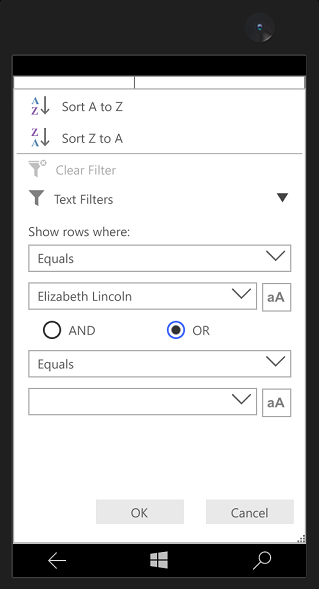 Sort A to Z
Sort Z to A
Clear Filter
Text Filters
Show rows where:
Equals
Elizabeth Lincoln
aA
AND
OR
Equals
aA
OK
Cancel